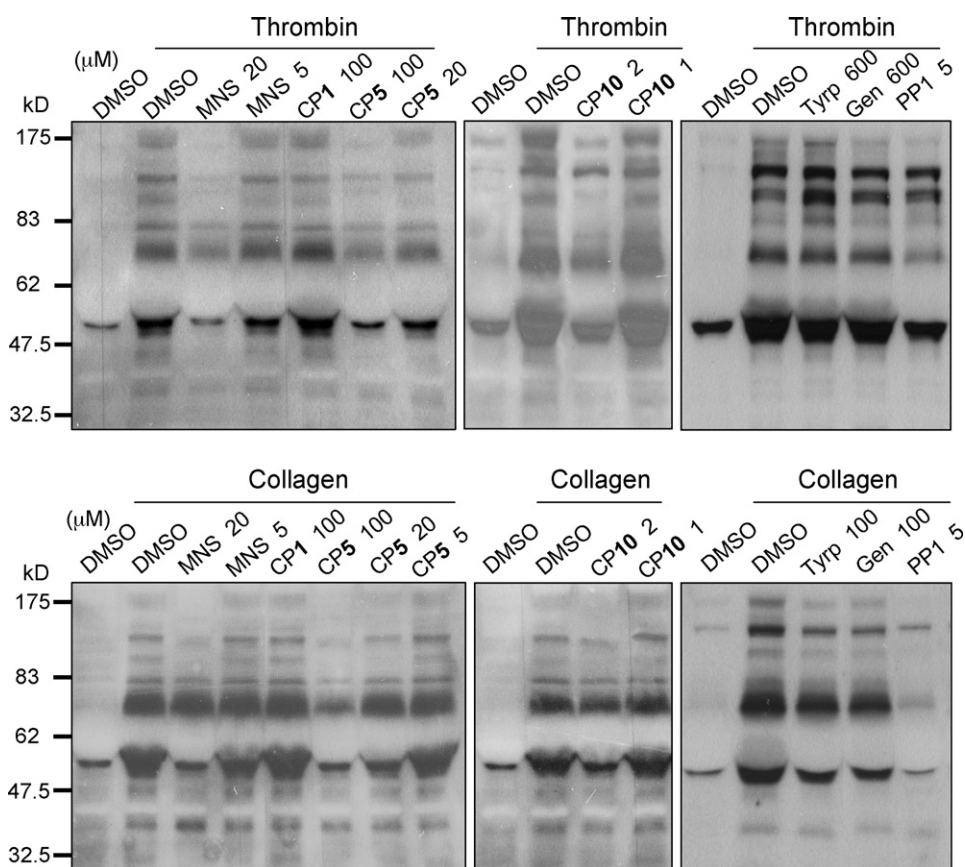 Thrombin Thrombin Thrombin
(μM) DMSO DMSO MNS 20 MNS 5 CP1 100 CP5 100 CP5 20 DMSO DMSO CP10 2 CP10 1 DMSO DMSO Tyrp 600 Gen 600 PP1 5
kD
175
83
62
47.5
32.5
Collagen Collagen Collagen
(μM) DMSO DMSO MNS 20 MNS 5 CP1 100 CP5 100 CP5 20 CP5 5 DMSO DMSO CP10 2 CP10 1 DMSO DMSO Tyrp 100 Gen 100 PP1 5
kD
175
83
62
47.5
32.5